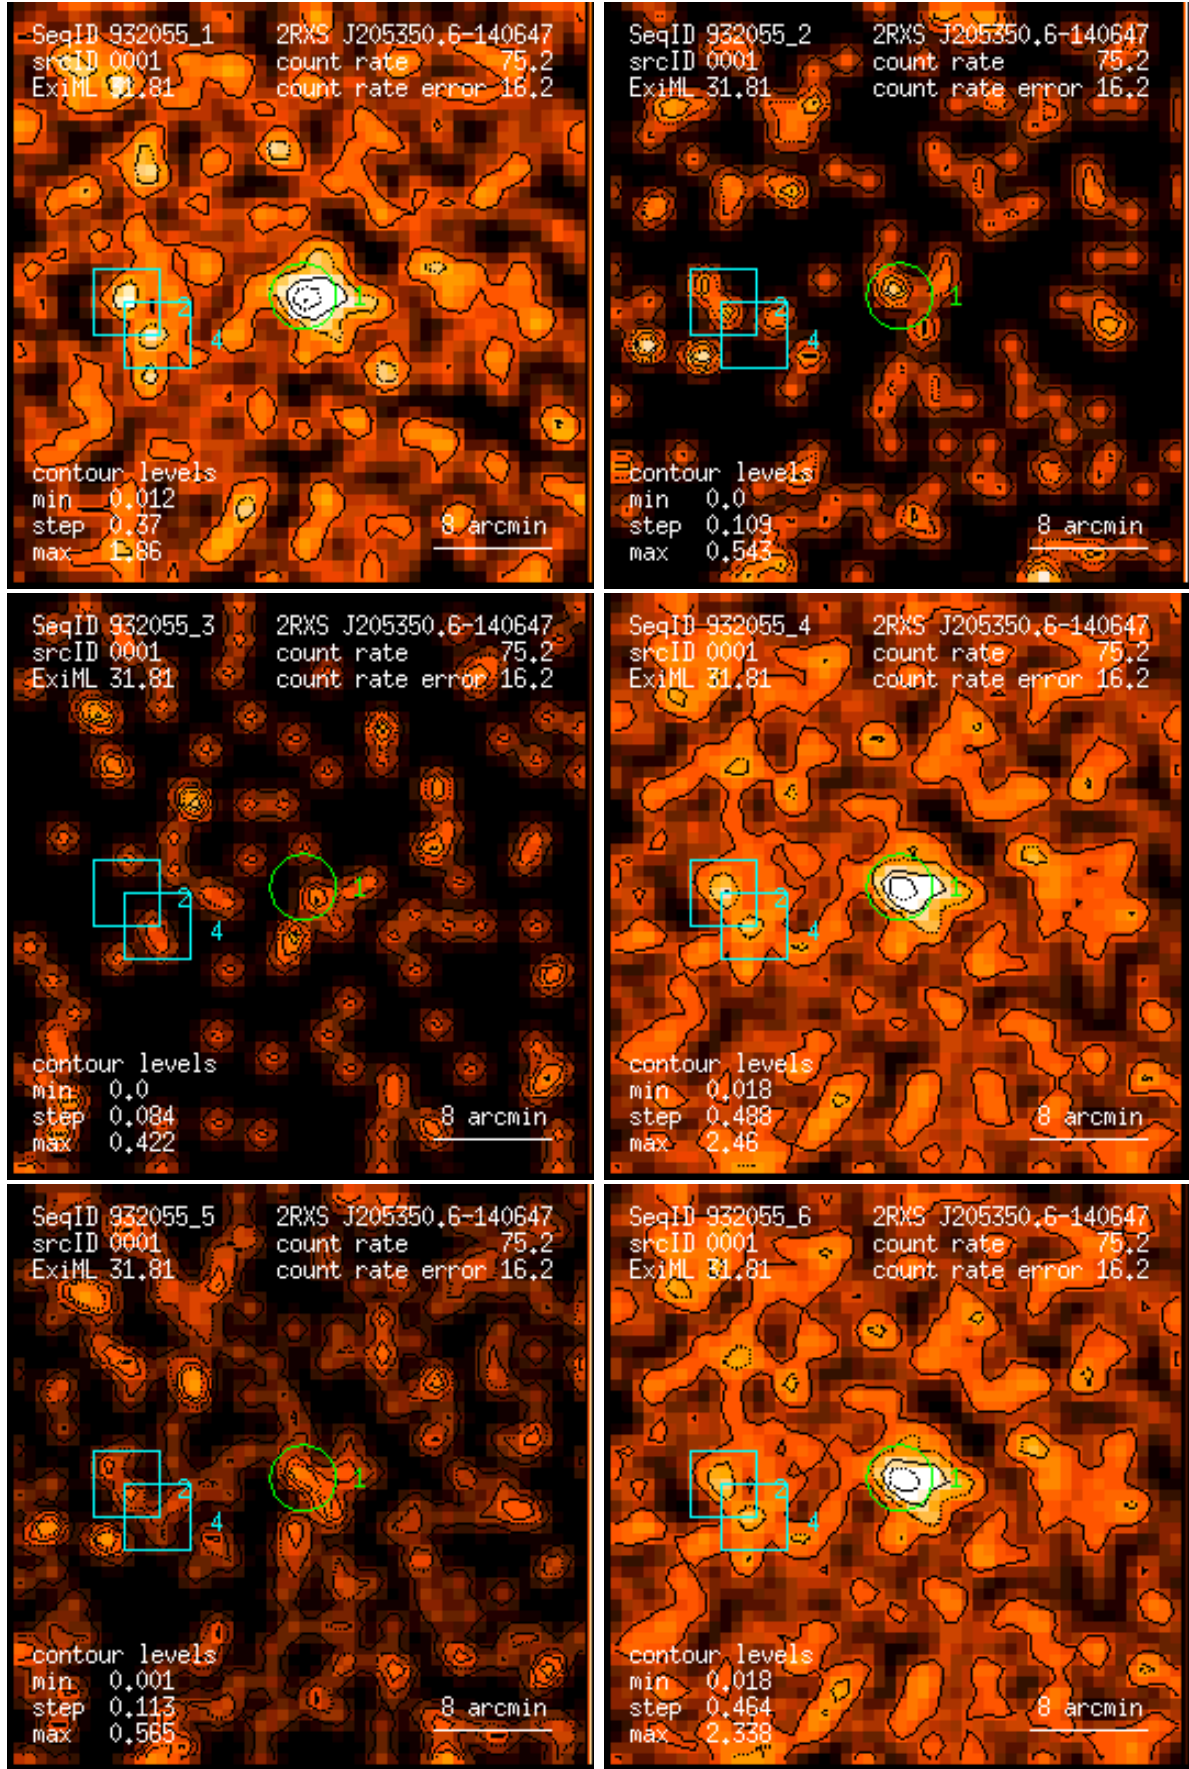 SeqID 932055_1 2RXS J205350.6-140647
srcID 0001 count rate 75.2
ExiML 31.81 count rate error 16.2
1
2
4
contour levels
min 0.012
step 0.37 8 arcmin
max 1.86
SeqID 932055_2 2RXS J205350.6-140647
srcID 0001 count rate 75.2
ExiML 31.81 count rate error 16.2
1
4
contour levels
min 0.0
step 0.109 8 arcmin
max 0.543
SeqID 932055_3 2RXS J205350.6-140647
srcID 0001 count rate 75.2
ExiML 31.81 count rate error 16.2
1
2
4
contour levels
min 0.0
step 0.084 8 arcmin
max 0.422
SeqID 932055_4 2RXS J205350.6-140647
srcID 0001 count rate 75.2
ExiML 31.81 count rate error 16.2
1
2
4
contour levels
min 0.018
step 0.488 8 arcmin
max 2.46
SeqID 932055_5 2RXS J205350.6-140647
srcID 0001 count rate 75.2
ExiML 31.81 count rate error 16.2
1
2
4
contour levels
min 0.001
step 0.113 8 arcmin
max 0.565
SeqID 932055_6 2RXS J205350.6-140647
srcID 0001 count rate 75.2
ExiML 31.81 count rate error 16.2
1
2
4
contour levels
min 0.018
step 0.464 8 arcmin
max 2.338